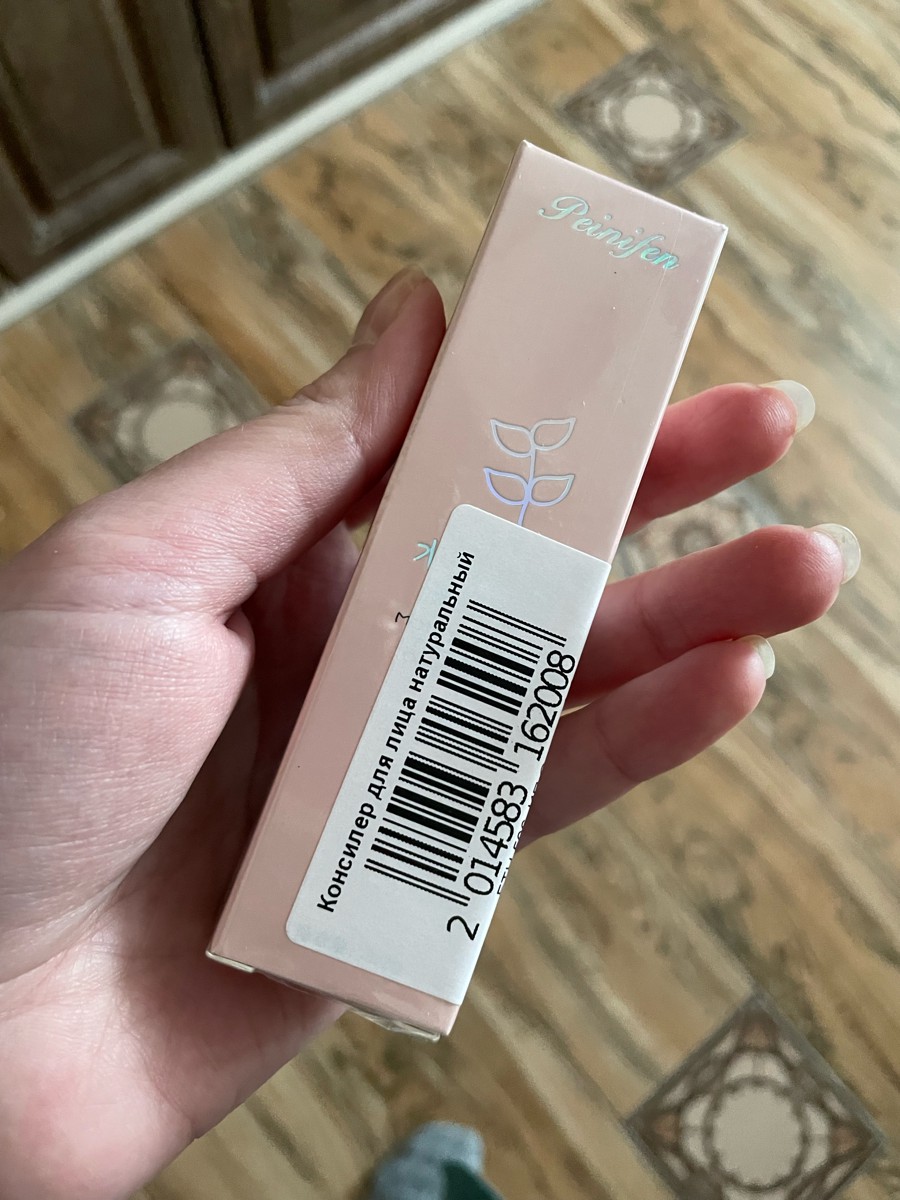 Peinifen
Консилер для лица натуральный
2 014583 162008